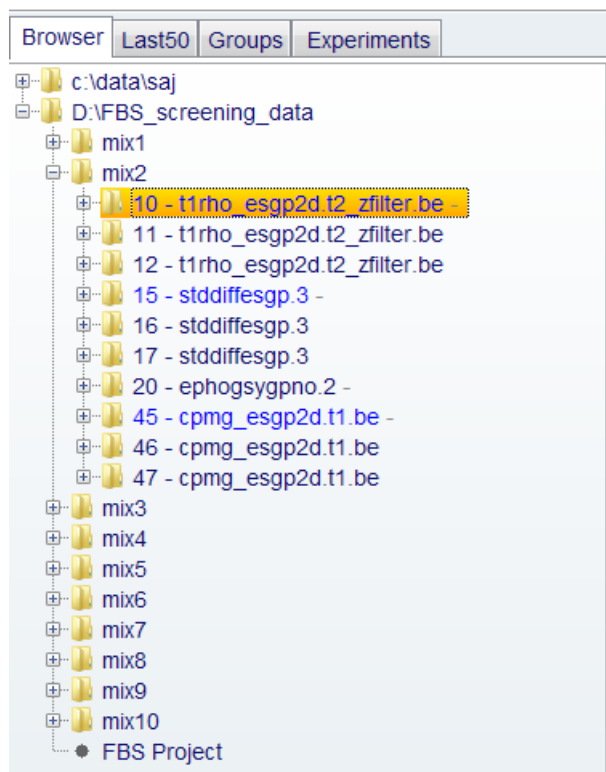 Browser Last50 Groups Experiments
c:\data\saj
D:\FBS_screening_data
mix1
mix2
10 - t1rho_esgp2d.t2_zfilter.be -
11 - t1rho_esgp2d.t2_zfilter.be
12 - t1rho_esgp2d.t2_zfilter.be
15 - stddiffesgp.3 -
16 - stddiffesgp.3
17 - stddiffesgp.3
20 - ephogsygpno.2 -
45 - cpmg_esgp2d.t1.be -
46 - cpmg_esgp2d.t1.be
47 - cpmg_esgp2d.t1.be
mix3
mix4
mix5
mix6
mix7
mix8
mix9
mix10
FBS Project